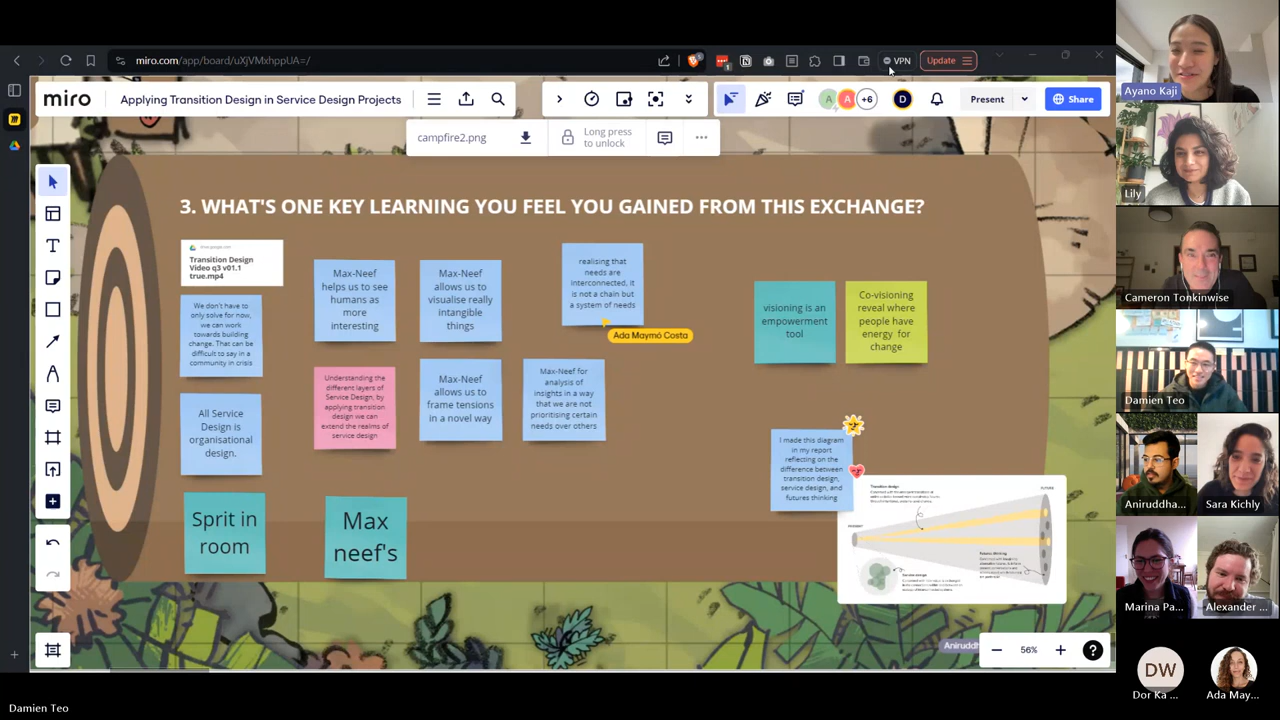 miro.com/app/board/uXjVMxhppUA=/
1
VPN
Update
miro
Applying Transition Design in Service Design Projects
A
A
+6
D
Present
Share
campfire2.png
Long press
to unlock
3. WHAT'S ONE KEY LEARNING YOU FEEL YOU GAINED FROM THIS EXCHANGE?
Transition Design
Video q3 v01.1
true.mp4
We don't have to
only solve for now,
we can work
towards building
change. That can be
difficult to say in a
community in crisis
All Service
Design is
organisational
design.
Sprit in
room
Max-Neef
helps us to see
humans as
more
interesting
Understanding the
different layers of
Service Design, by
applying transition
design we can
extend the realms of
service design
Max
neef's
Max-Neef
allows us to
visualise really
intangible
things
Max-Neef
allows us to
frame tensions
in a novel way
realising that
needs are
interconnected, it
is not a chain but
a system of needs
Ada Maymó Costa
Max-Neef for
analysis of
insights in a way
that we are not
prioritising certain
needs over others
visioning is an
empowerment
tool
Co-visioning
reveal where
people have
energy for
change
I made this diagram
in my report
reflecting on the
difference between
transition design,
service design, and
futures thinking
Transition design
FUTURE
PRESENT
Futures thinking
Service design
Aniruddh
56%
Ayano Kaji
Lily
Cameron Tonkinwise
Damien Teo
Aniruddha...
Sara Kichly
Marina Pa...
Alexander ...
DW
Dor Ka ...
Ada May...
Damien Teo